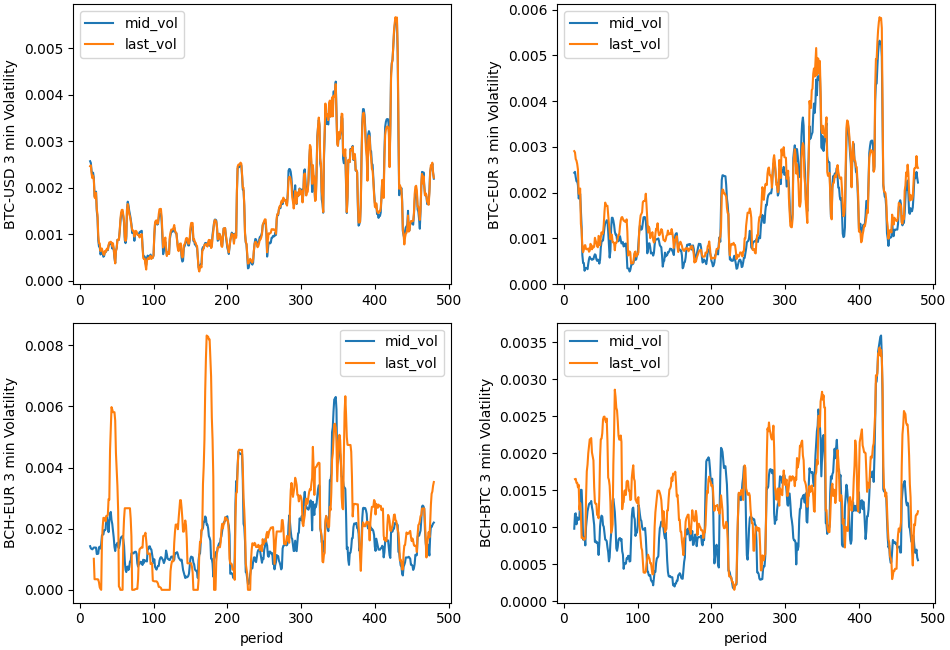 BTC-USD 3 min Volatility
mid_vol
last_vol
0.005
0.004
0.003
0.002
0.001
0.000
0 100 200 300 400 500
BTC-EUR 3 min Volatility
mid_vol
last_vol
0.006
0.005
0.004
0.003
0.002
0.001
0.000
0 100 200 300 400 500
BCH-EUR 3 min Volatility
mid_vol
last_vol
0.008
0.006
0.004
0.002
0.000
0 100 200 300 400 500
period
BCH-BTC 3 min Volatility
mid_vol
last_vol
0.0035
0.0030
0.0025
0.0020
0.0015
0.0010
0.0005
0.0000
0 100 200 300 400 500
period